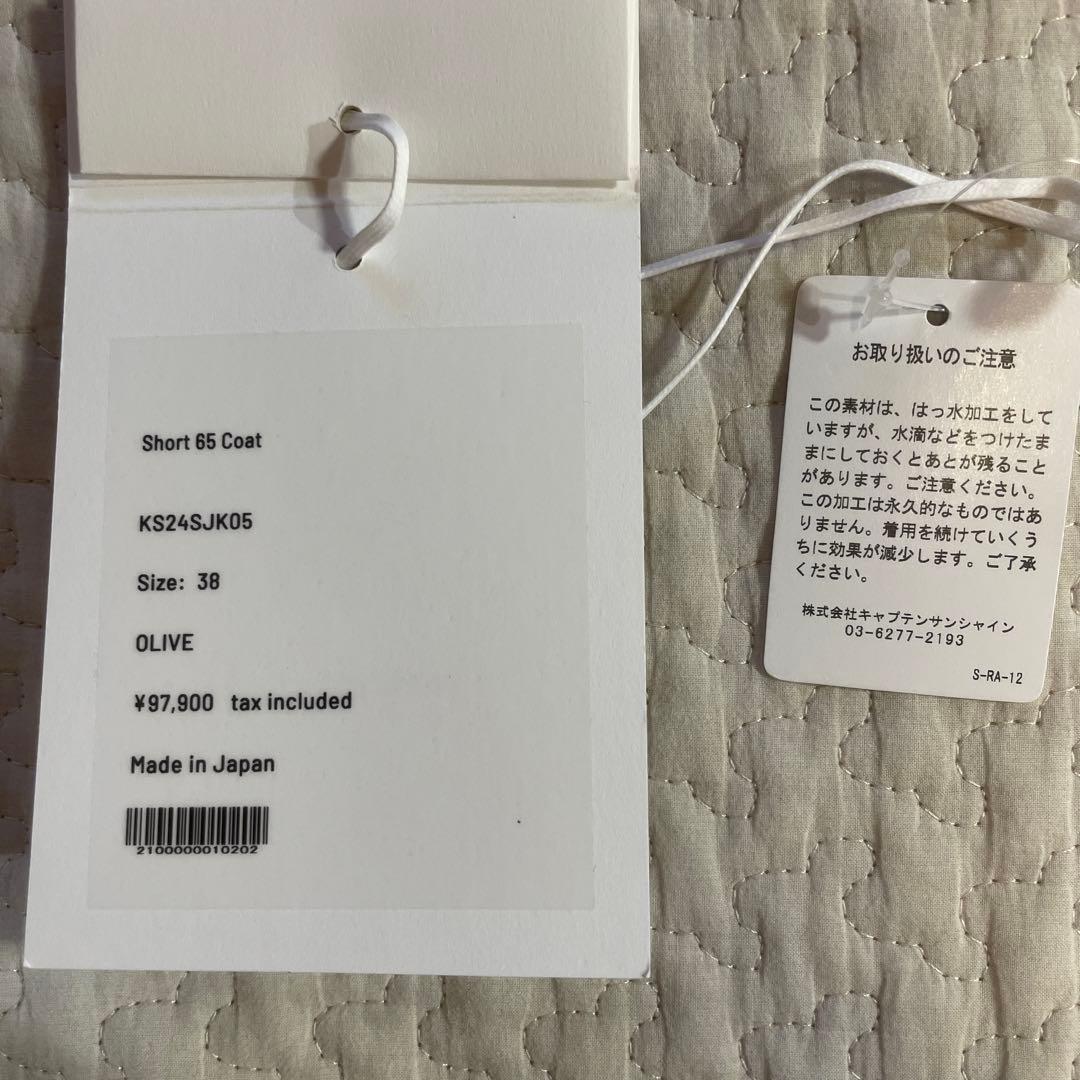 Short 65 Coat
KS24SJK05
Size: 38
OLIVE
¥97,900 tax included
Made in Japan
2100000010202
お取り扱いのご注意
この素材は、はっ水加工をして
いますが、水滴などをつけたま
まにしておくとあとが残ること
があります。ご注意ください。
この加工は永久的なものではあ
りません。着用を続けていくう
ちに効果が減少します。ご了承
ください。
株式会社キャプテンサンシャイン
03-6277-2193
S-RA-12